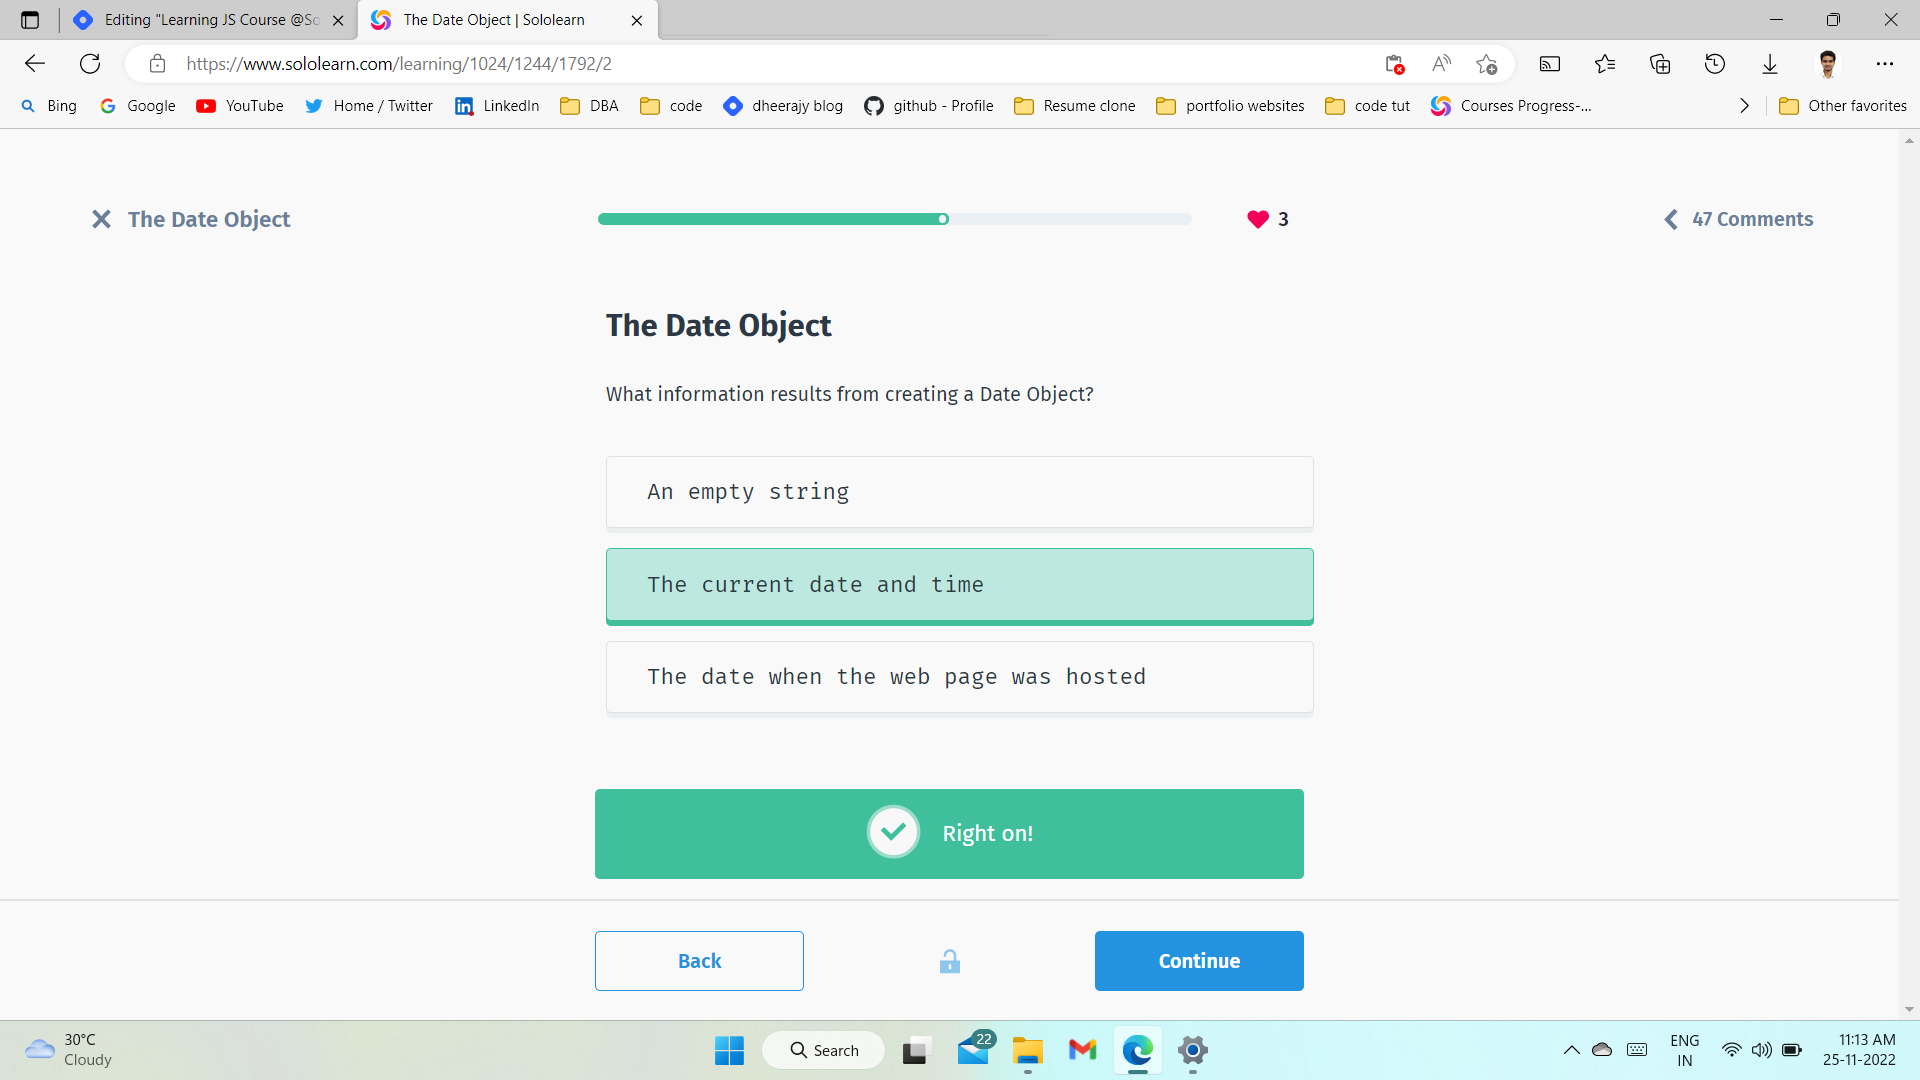 Editing "Learning JS Course @So
The Date Object | Sololearn
https://www.sololearn.com/learning/1024/1244/1792/2
Bing
Google
YouTube
Home / Twitter
LinkedIn
DBA
code
dheerajy blog
github - Profile
Resume clone
portfolio websites
code tut
Courses Progress-...
Other favorites
The Date Object
3
47 Comments
The Date Object
What information results from creating a Date Object?
An empty string
The current date and time
The date when the web page was hosted
Right on!
Back
Continue
30°C
Cloudy
Search
22
ENG
IN
11:13 AM
25-11-2022